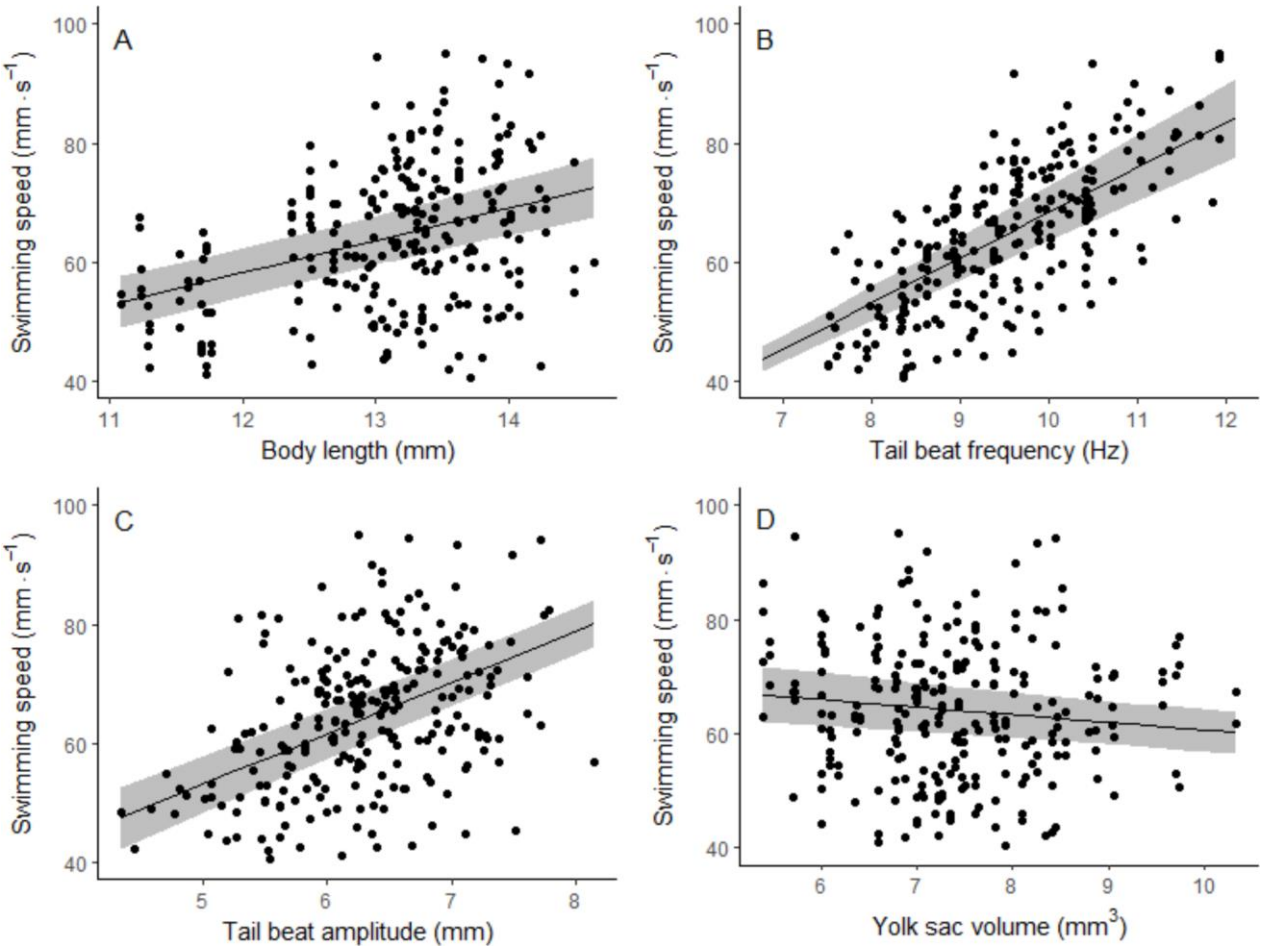 A
Swimming speed (mm · s⁻¹)
100
80
60
40
11 12 13 14
Body length (mm)
B
Swimming speed (mm · s⁻¹)
100
80
60
40
7 8 9 10 11 12
Tail beat frequency (Hz)
C
Swimming speed (mm · s⁻¹)
100
80
60
40
5 6 7 8
Tail beat amplitude (mm)
D
Swimming speed (mm · s⁻¹)
100
80
60
40
6 7 8 9 10
Yolk sac volume (mm³)